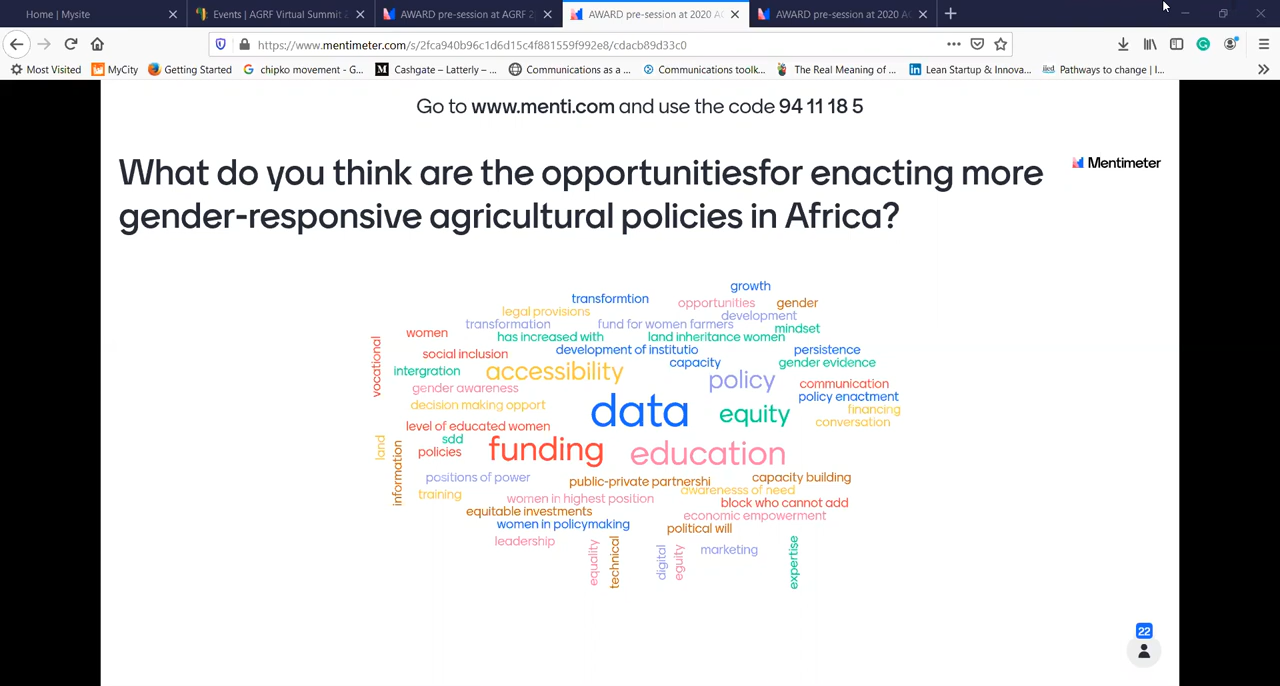 Home | Mysite
Events | AGRF Virtual Summit 2
AWARD pre-session at AGRF 2
AWARD pre-session at 2020 AG
AWARD pre-session at 2020 AG
https://www.mentimeter.com/s/2fca940b96c1d6d15c4f881559f992e8/cdacb89d33c0
Most Visited
MyCity
Getting Started
chipko movement - G...
Cashgate – Latterly – ...
Communications as a ...
Communications toolk...
The Real Meaning of ...
Lean Startup & Innova...
Pathways to change | I...
Go to www.menti.com and use the code 94 11 18 5
What do you think are the opportunitiesfor enacting more
gender-responsive agricultural policies in Africa?
Mentimeter
growth
transformtion
opportunities
gender
legal provisions
development
transformation
fund for women farmers
mindset
women
has increased with
land inheritance women
vocational
social inclusion
development of institutio
persistence
intergration
accessibility
capacity
gender evidence
gender awareness
policy
communication
decision making opport
data
equity
policy enactment
financing
conversation
level of educated women
land
sdd
information
policies
funding
education
positions of power
public-private partnershi
capacity building
training
women in highest position
awarenesss of need
equitable investments
block who cannot add
women in policymaking
economic empowerment
political will
leadership
equality
technical
digital
eguity
marketing
expertise
22